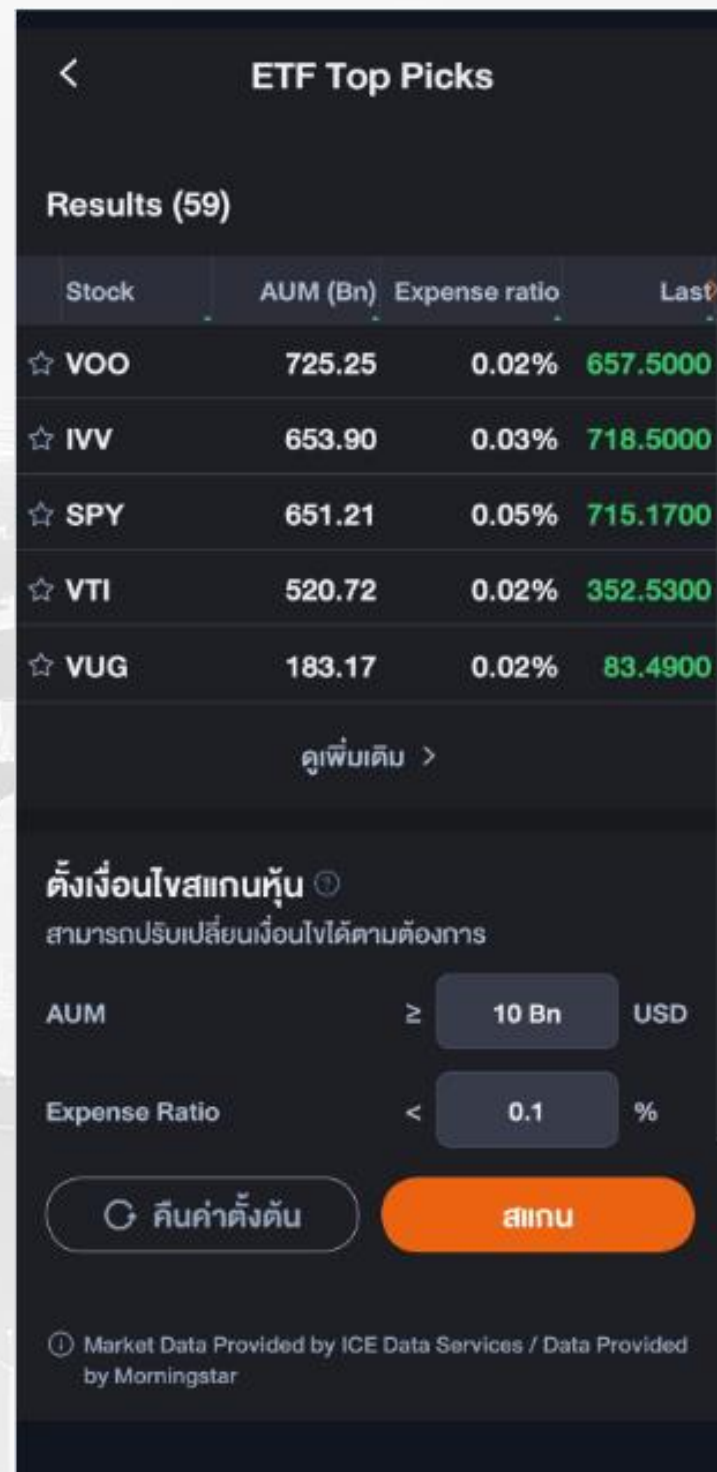 ETF Top Picks
Results (59)
Stock AUM (Bn) Expense ratio Last
VOO 725.25 0.02% 657.5000
IVV 653.90 0.03% 718.5000
SPY 651.21 0.05% 715.1700
VTI 520.72 0.02% 352.5300
VUG 183.17 0.02% 83.4900
ดูเพิ่มเติม >
ตั้งเงื่อนไขสแกนหุ้น
สามารถปรับเปลี่ยนเงื่อนไขได้ตามต้องการ
AUM ≥ 10 Bn USD
Expense Ratio < 0.1 %
คืนค่าตั้งต้น สแกน
Market Data Provided by ICE Data Services / Data Provided
by Morningstar